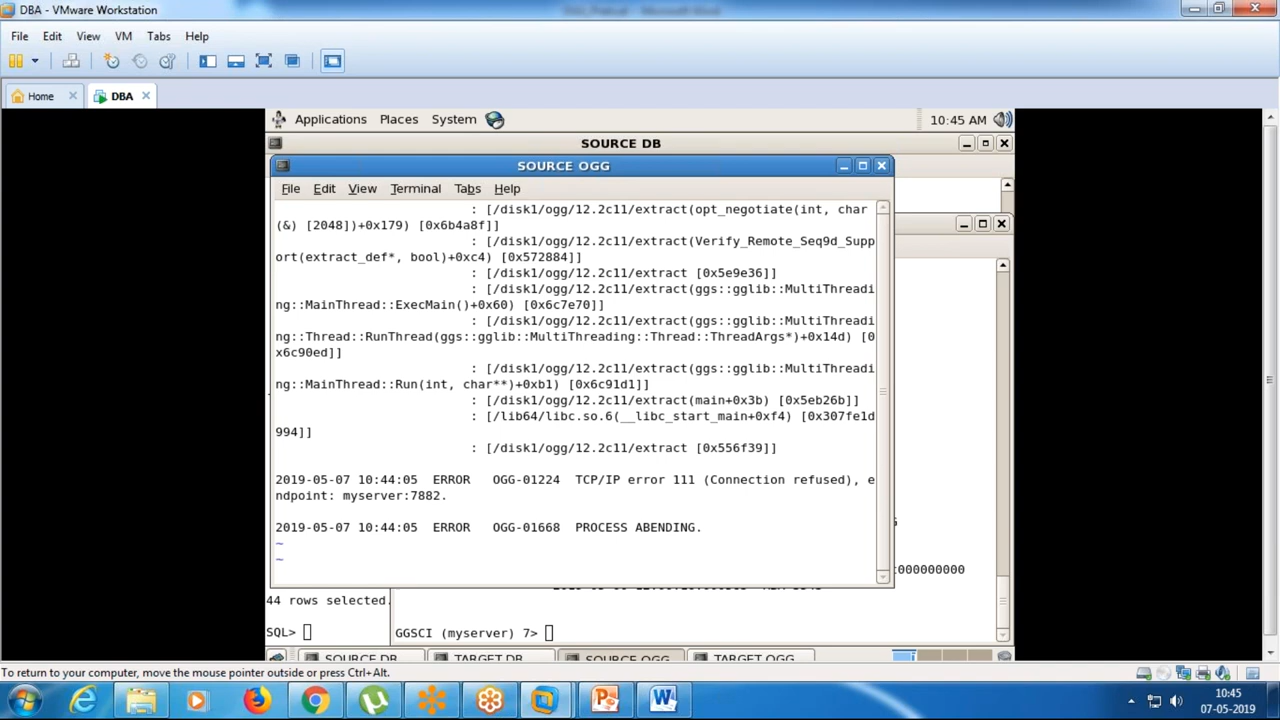 DBA - VMware Workstation
File Edit View VM Tabs Help
Home DBA
Applications Places System 10:45 AM
SOURCE DB
SOURCE OGG
File Edit View Terminal Tabs Help
: [/disk1/ogg/12.2c11/extract(opt_negotiate(int, char
(&) [2048])+0x179) [0x6b4a8f]]
: [/disk1/ogg/12.2c11/extract(Verify_Remote_Seq9d_Supp
ort(extract_def*, bool)+0xc4) [0x572884]]
: [/disk1/ogg/12.2c11/extract [0x5e9e36]]
: [/disk1/ogg/12.2c11/extract(ggs::gglib::MultiThreadi
ng::MainThread::ExecMain()+0x60) [0x6c7e70]]
: [/disk1/ogg/12.2c11/extract(ggs::gglib::MultiThreadi
ng::Thread::RunThread(ggs::gglib::MultiThreading::Thread::ThreadArgs*)+0x14d) [0
x6c90ed]]
: [/disk1/ogg/12.2c11/extract(ggs::gglib::MultiThreadi
ng::MainThread::Run(int, char**)+0xb1) [0x6c91d1]]
: [/disk1/ogg/12.2c11/extract(main+0x3b) [0x5eb26b]]
: [/lib64/libc.so.6(__libc_start_main+0xf4) [0x307fe1d
994]]
: [/disk1/ogg/12.2c11/extract [0x556f39]]
2019-05-07 10:44:05 ERROR OGG-01224 TCP/IP error 111 (Connection refused), e
ndpoint: myserver:7882.
2019-05-07 10:44:05 ERROR OGG-01668 PROCESS ABENDING.
~
~
:000000000
44 rows selected.
SQL>
GGSCI (myserver) 7>
SOURCE DB TARGET DB SOURCE OGG TARGET OGG
To return to your computer, move the mouse pointer outside or press Ctrl+Alt.
10:45
07-05-2019